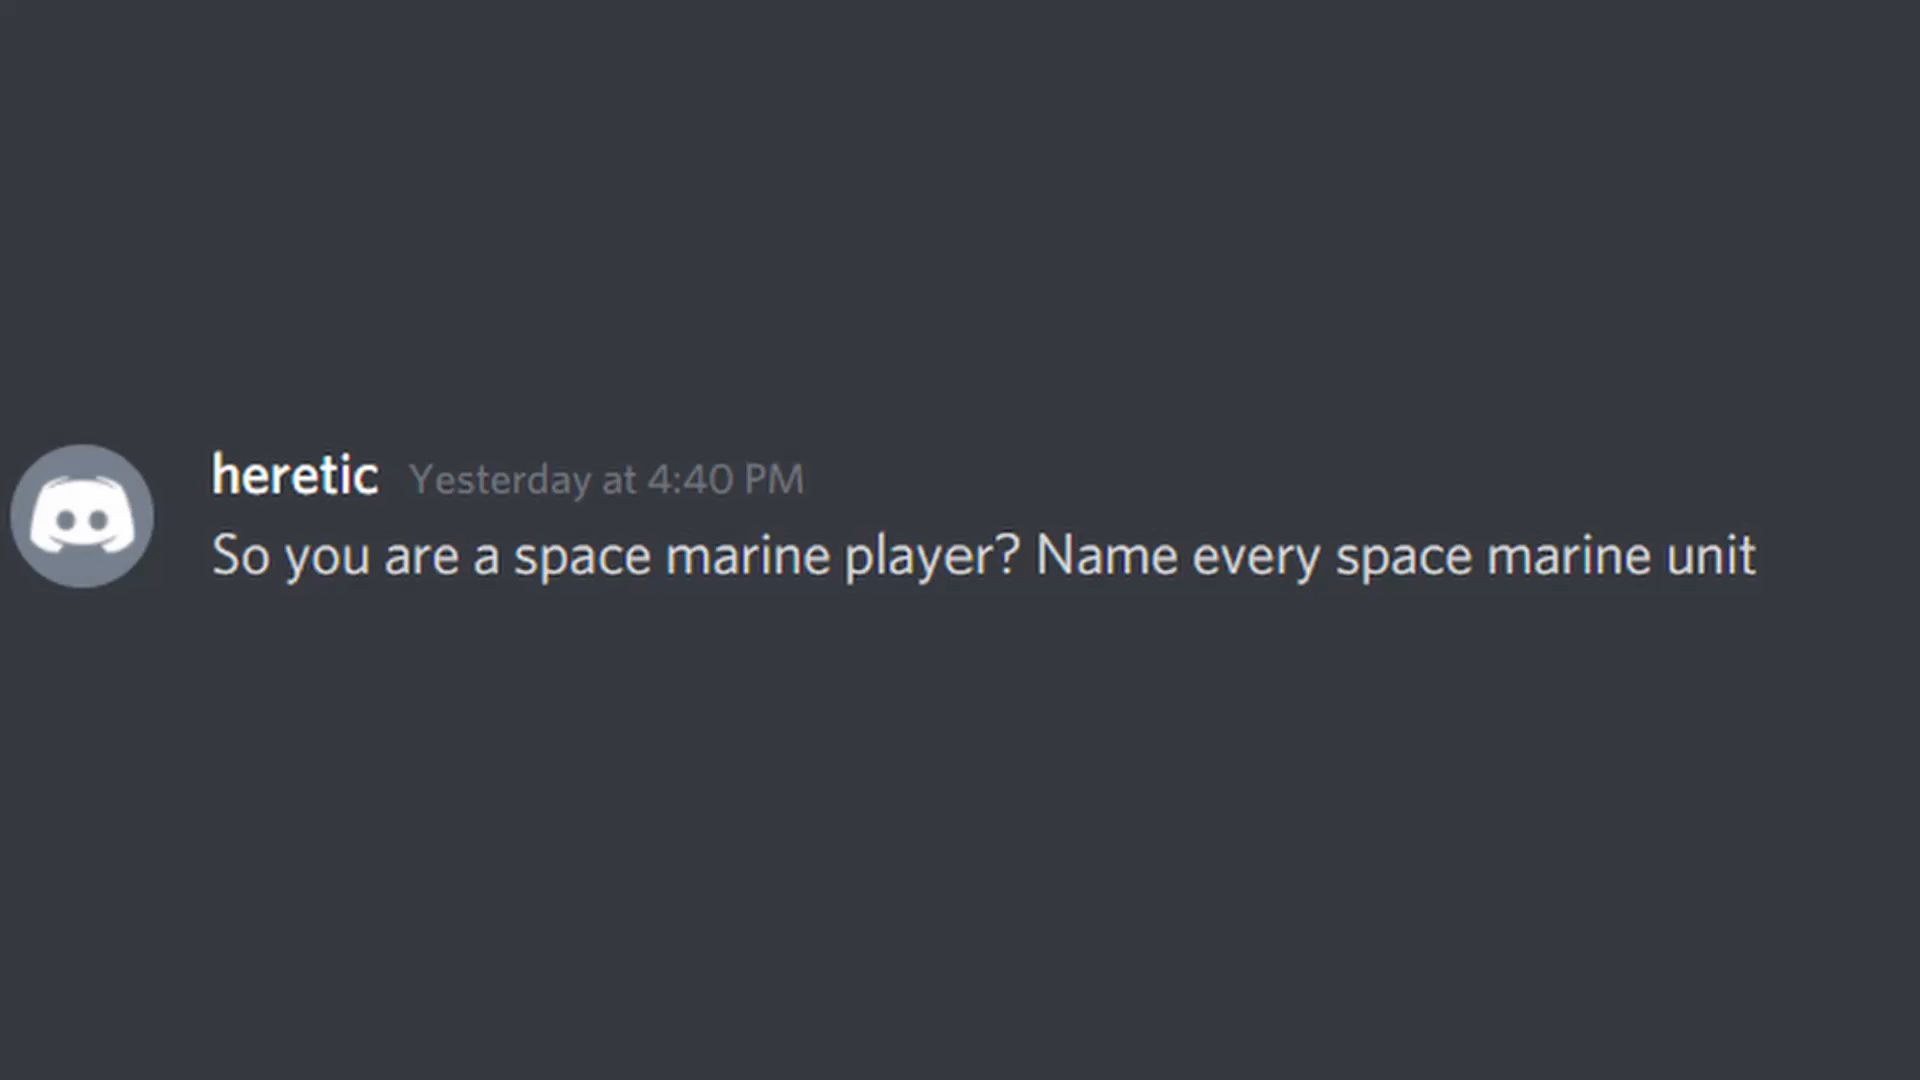 heretic Yesterday at 4:40 PM
So you are a space marine player? Name every space marine unit